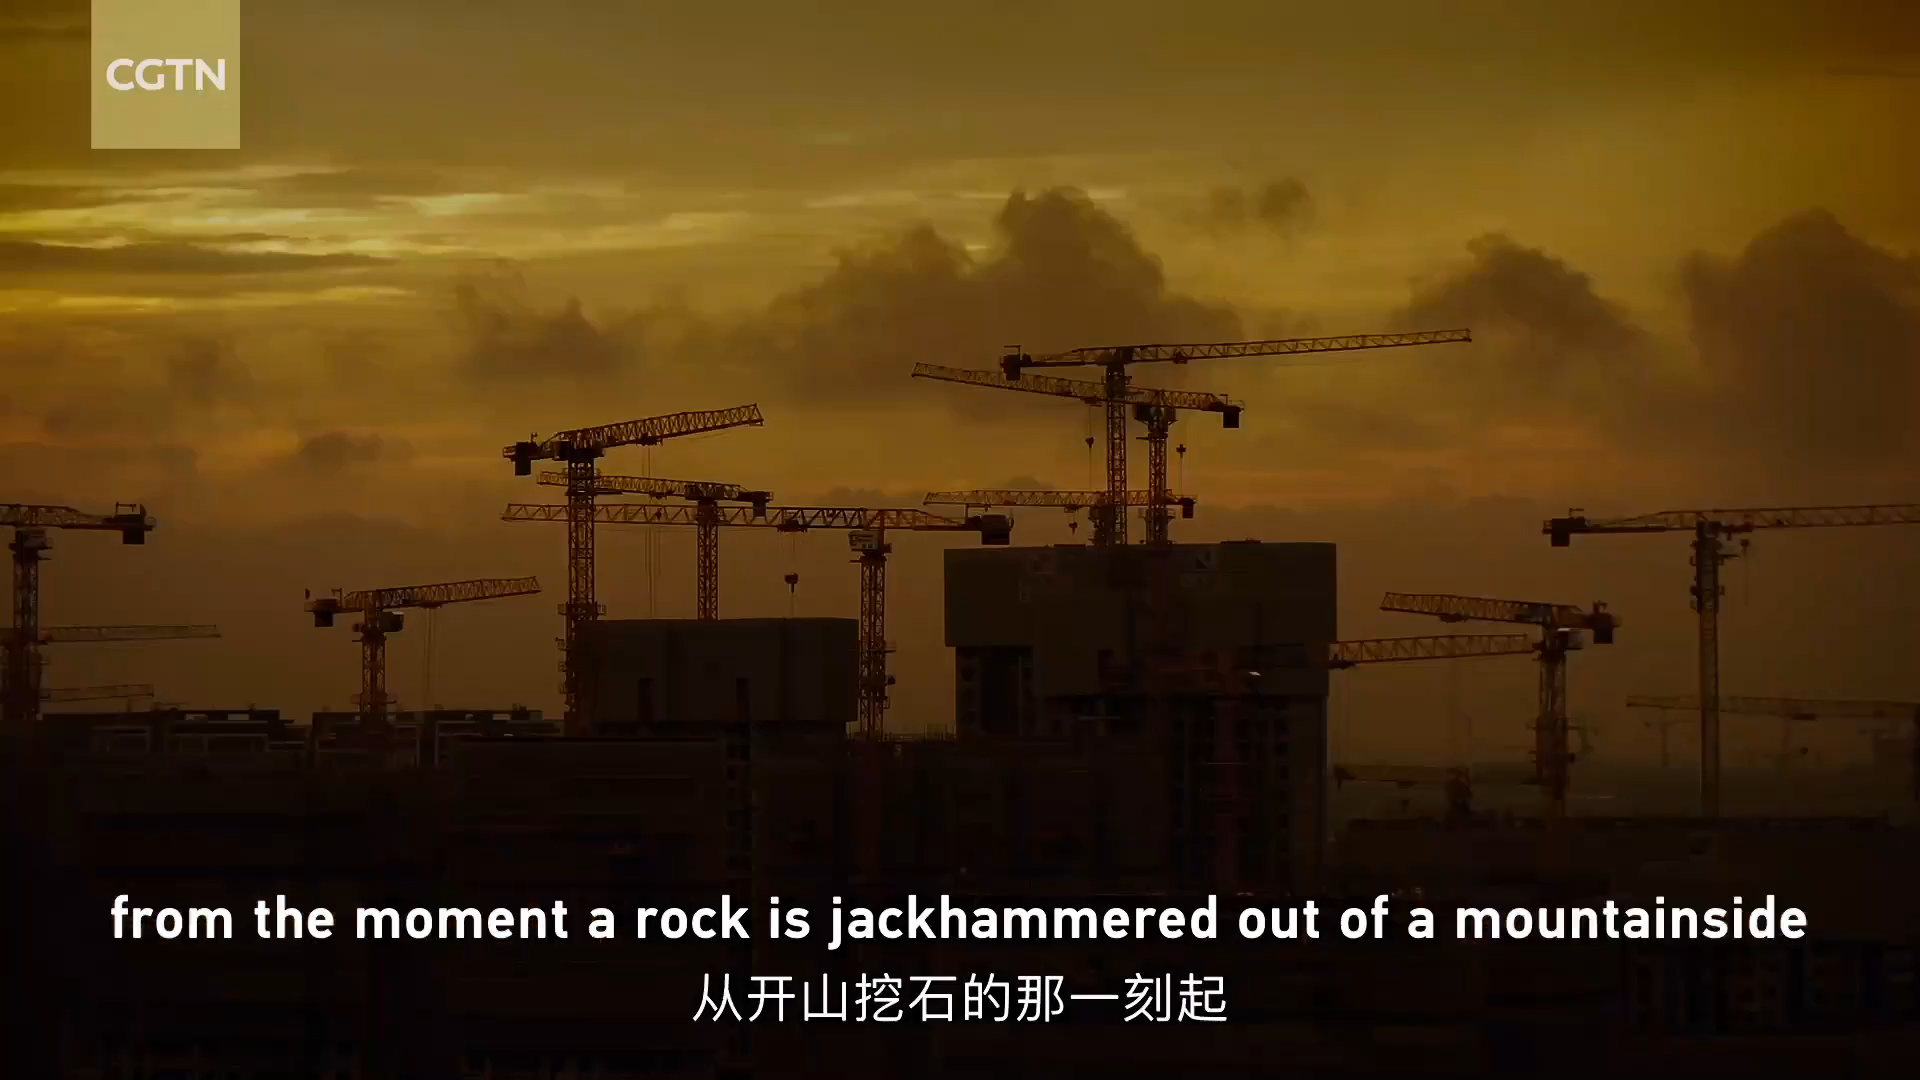 CGTN
from the moment a rock is jackhammered out of a mountainside
从开山挖石的那一刻起